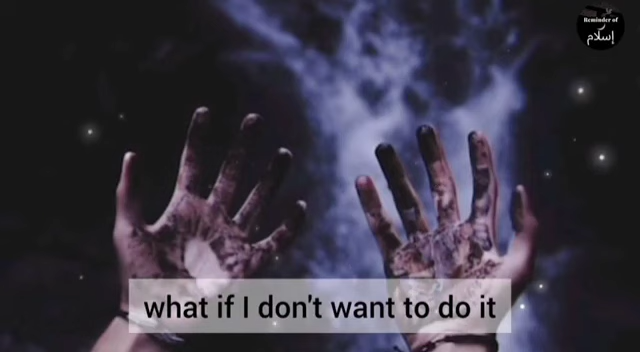 Reminder of
إسلام
what if I don't want to do it